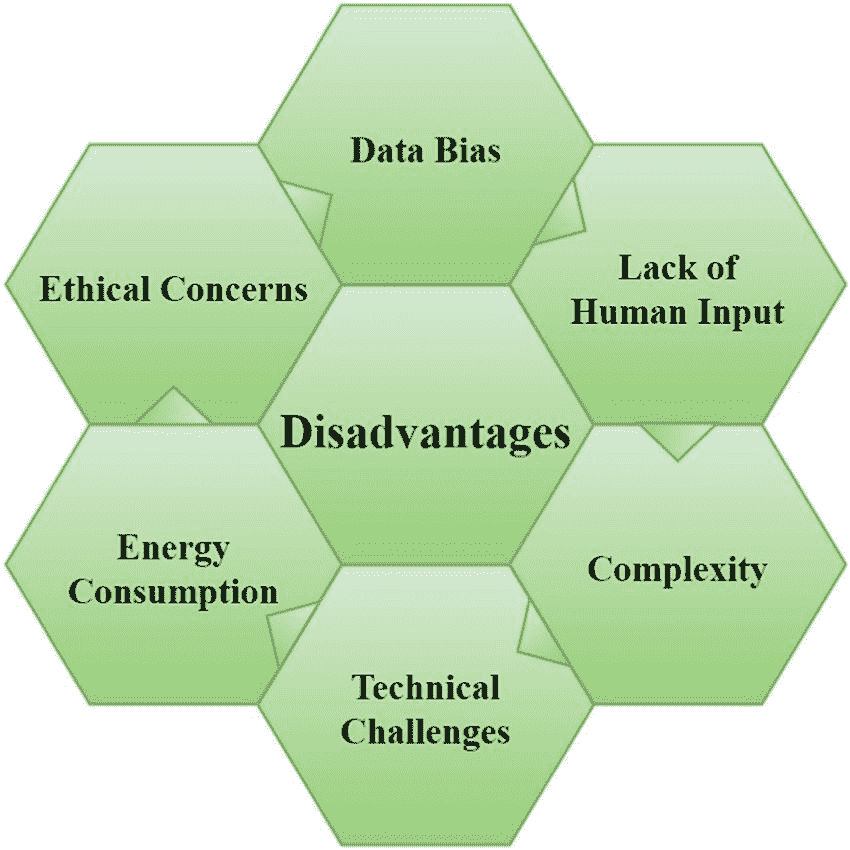 Data Bias
Lack of
Human Input
Complexity
Technical
Challenges
Energy
Consumption
Ethical Concerns
Disadvantages